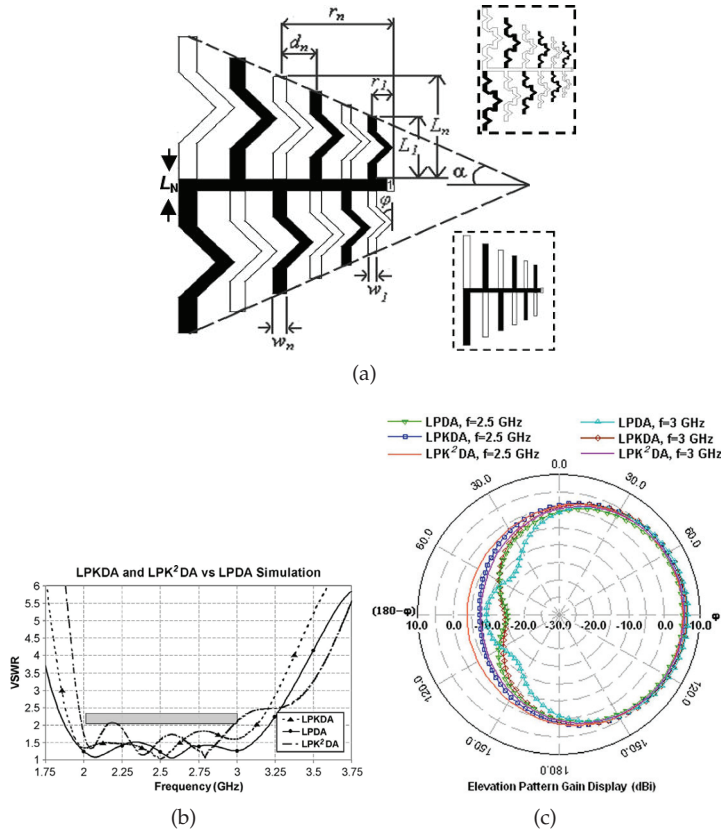 r_n
d_n
r_1
L_1
L_n
L_N
1
α
φ
w_1
w_n
(a)
LPDA, f=2.5 GHz
LPKDA, f=2.5 GHz
LPK²DA, f=2.5 GHz
LPDA, f=3 GHz
LPKDA, f=3 GHz
LPK²DA, f=3 GHz
0.0
30.0 30.0
60.0 60.0
(180-φ) φ
10.0 0.0 -10.0 -20.0 -30.0 -20.0 -10.0 0.0 10.0
120.0 120.0
150.0 150.0
180.0
Elevation Pattern Gain Display (dBi)
LPKDA and LPK²DA vs LPDA Simulation
VSWR
6
5.5
5
4.5
4
3.5
3
2.5
2
1.5
1
1.75 2 2.25 2.5 2.75 3 3.25 3.5 3.75
Frequency (GHz)
LPKDA
LPDA
LPK²DA
(b) (c)